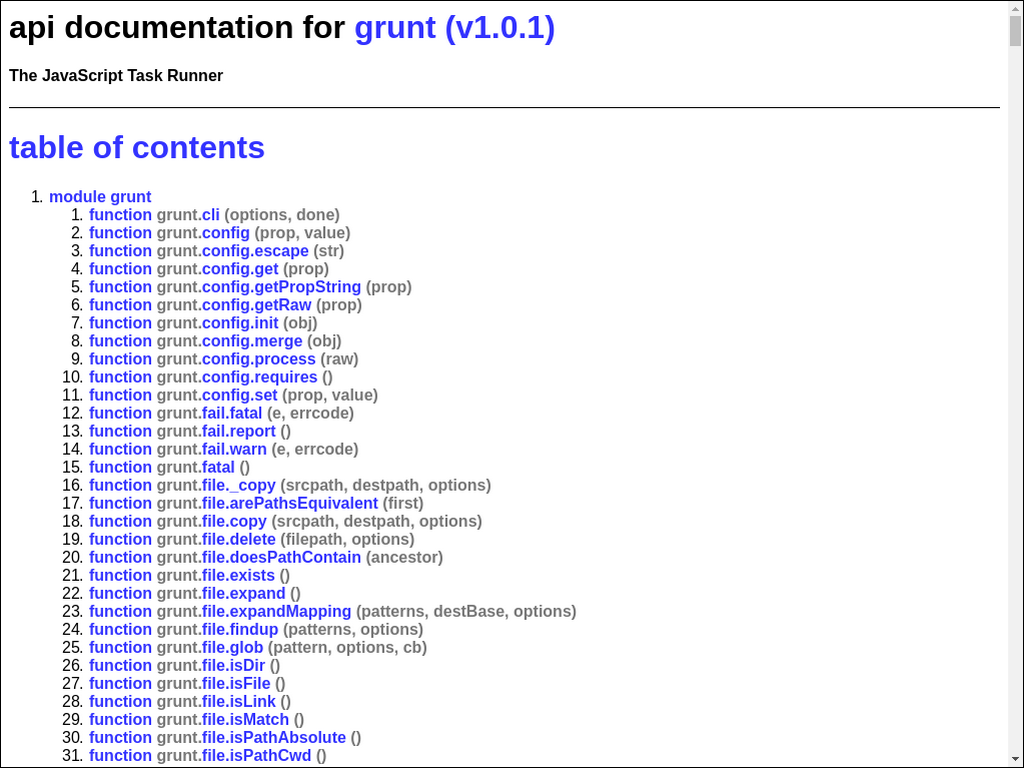 api documentation for grunt (v1.0.1)
The JavaScript Task Runner
table of contents
1. module grunt
1. function grunt.cli (options, done)
2. function grunt.config (prop, value)
3. function grunt.config.escape (str)
4. function grunt.config.get (prop)
5. function grunt.config.getPropString (prop)
6. function grunt.config.getRaw (prop)
7. function grunt.config.init (obj)
8. function grunt.config.merge (obj)
9. function grunt.config.process (raw)
10. function grunt.config.requires ()
11. function grunt.config.set (prop, value)
12. function grunt.fail.fatal (e, errcode)
13. function grunt.fail.report ()
14. function grunt.fail.warn (e, errcode)
15. function grunt.fatal ()
16. function grunt.file._copy (srcpath, destpath, options)
17. function grunt.file.arePathsEquivalent (first)
18. function grunt.file.copy (srcpath, destpath, options)
19. function grunt.file.delete (filepath, options)
20. function grunt.file.doesPathContain (ancestor)
21. function grunt.file.exists ()
22. function grunt.file.expand ()
23. function grunt.file.expandMapping (patterns, destBase, options)
24. function grunt.file.findup (patterns, options)
25. function grunt.file.glob (pattern, options, cb)
26. function grunt.file.isDir ()
27. function grunt.file.isFile ()
28. function grunt.file.isLink ()
29. function grunt.file.isMatch ()
30. function grunt.file.isPathAbsolute ()
31. function grunt.file.isPathCwd ()